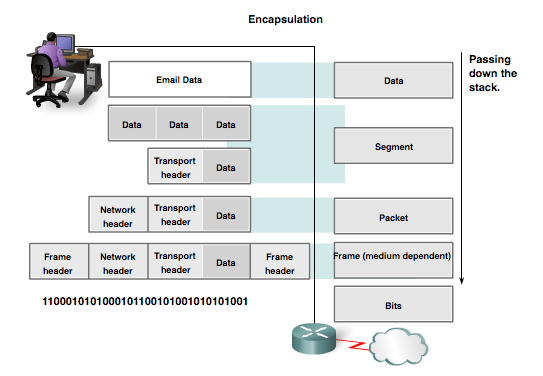 Encapsulation
Passing
down the
stack.
Email Data
Data
Data Data Data
Segment
Transport
header
Data
Network
header
Transport
header
Data
Packet
Frame
header
Network
header
Transport
header
Data
Frame
header
Frame (medium dependent)
1100010101000101100101001010101001
Bits